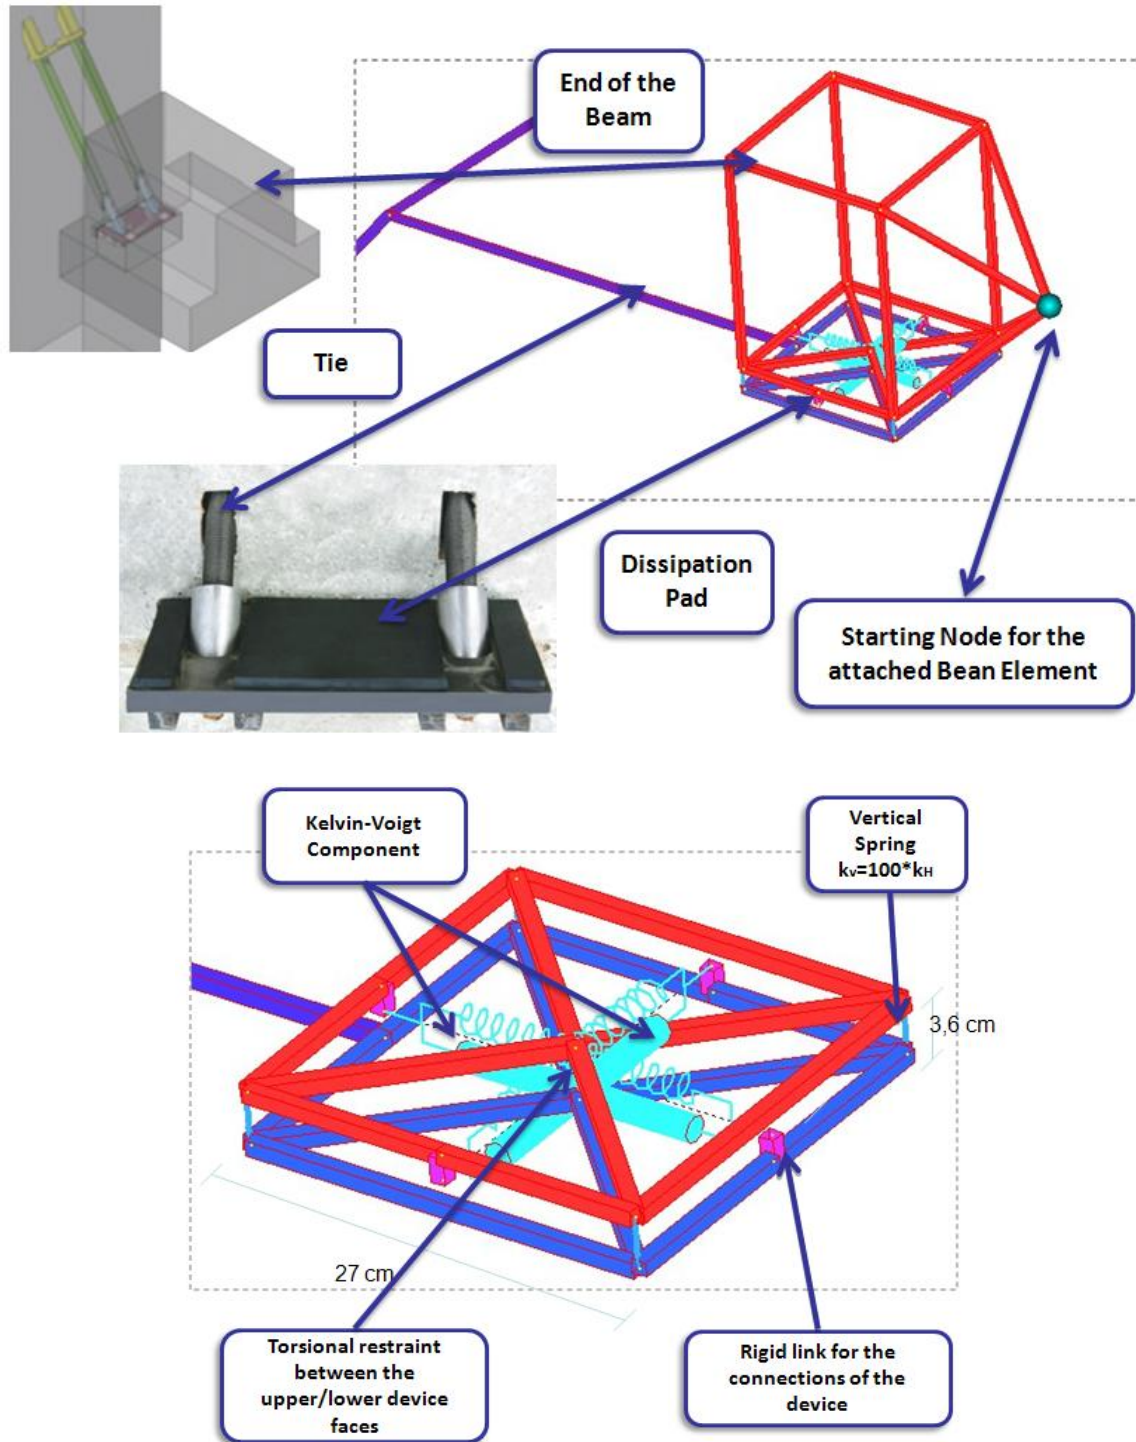 End of the
Beam
Tie
Dissipation
Pad
Starting Node for the
attached Bean Element
Kelvin-Voigt
Component
Vertical
Spring
kv=100*kH
3,6 cm
27 cm
Torsional restraint
between the
upper/lower device
faces
Rigid link for the
connections of the
device